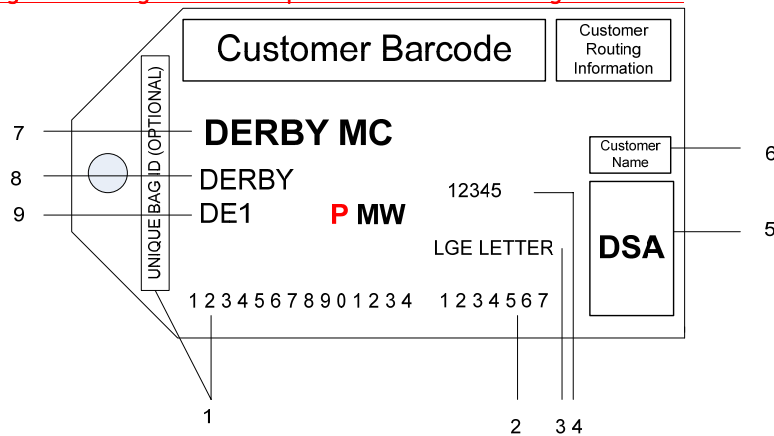 Customer Barcode
Customer
Routing
Information
UNIQUE BAG ID (OPTIONAL)
7
DERBY MC
Customer
Name
6
8
DERBY
12345
9
DE1
P MW
5
LGE LETTER
DSA
1 2 3 4 5 6 7 8 9 0 1 2 3 4
1 2 3 4 5 6 7
1
2
3 4